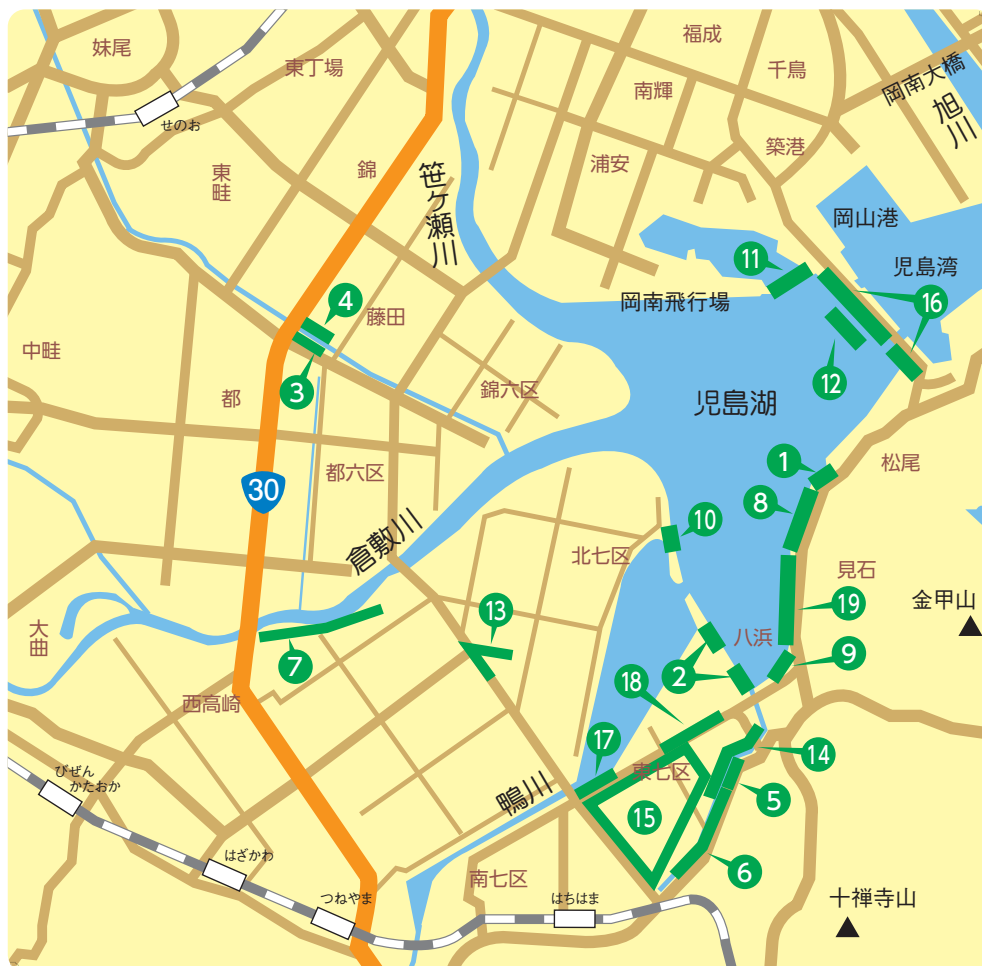 妹尾
東丁場
福成
千鳥
岡南大橋
旭川
南輝
せのお
築港
浦安
東畦
錦
笹ヶ瀬川
岡山港
児島湾
11
岡南飛行場
16
4
藤田
12
中畦
3
錦六区
児島湖
都
1
松尾
都六区
30
8
10
倉敷川
北七区
見石
19
金甲山
13
大曲
八浜
7
2
9
18
西高崎
14
17
東七区
びぜん
かたおか
5
鴨川
15
はざかわ
6
南七区
つねやま
はちはま
十禅寺山